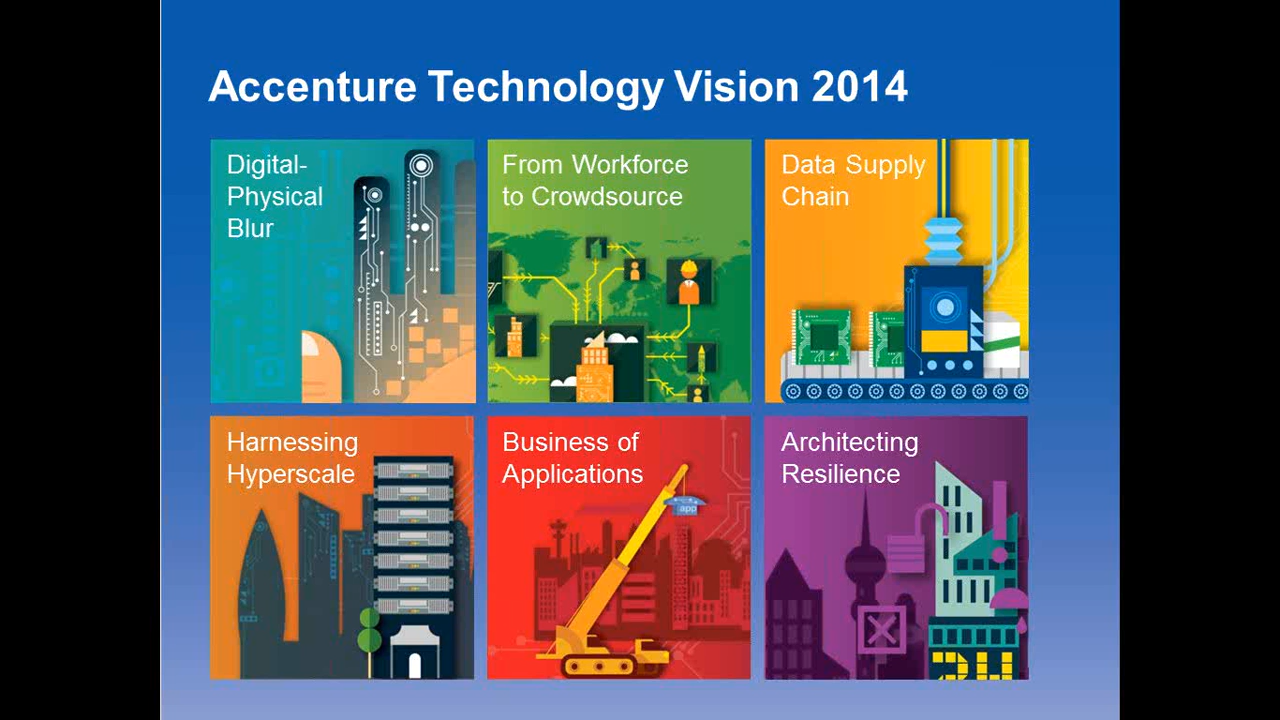 Accenture Technology Vision 2014
Digital-
Physical
Blur
From Workforce
to Crowdsource
Data Supply
Chain
Harnessing
Hyperscale
Business of
Applications
app
Architecting
Resilience
24